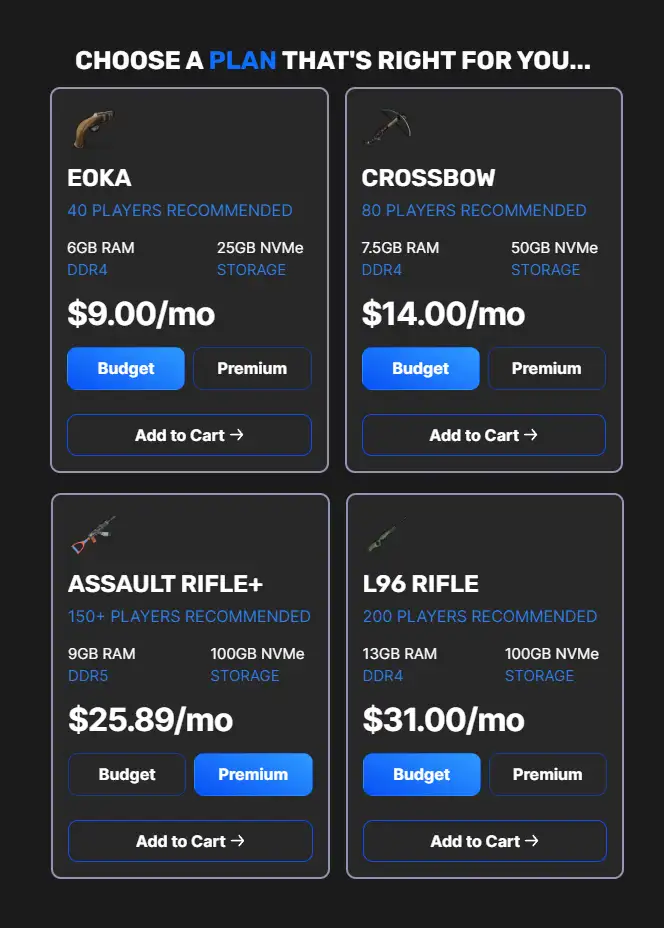 CHOOSE A PLAN THAT'S RIGHT FOR YOU...
EOKA
40 PLAYERS RECOMMENDED
6GB RAM 25GB NVMe
DDR4 STORAGE
$9.00/mo
Budget Premium
Add to Cart →
CROSSBOW
80 PLAYERS RECOMMENDED
7.5GB RAM 50GB NVMe
DDR4 STORAGE
$14.00/mo
Budget Premium
Add to Cart →
ASSAULT RIFLE+
150+ PLAYERS RECOMMENDED
9GB RAM 100GB NVMe
DDR5 STORAGE
$25.89/mo
Budget Premium
Add to Cart →
L96 RIFLE
200 PLAYERS RECOMMENDED
13GB RAM 100GB NVMe
DDR4 STORAGE
$31.00/mo
Budget Premium
Add to Cart →